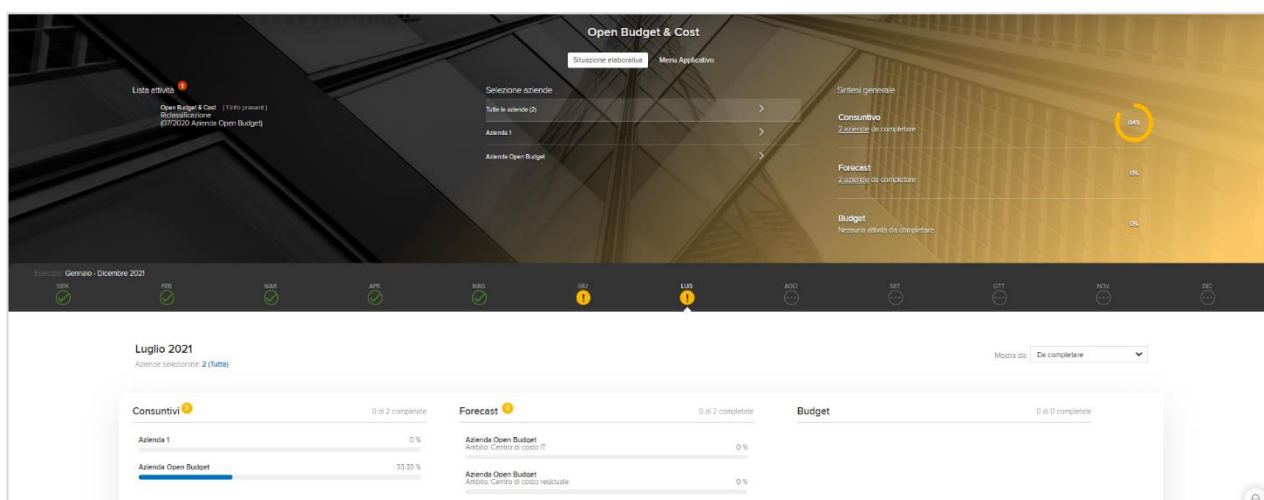 Open Budget & Cost
Situazione elaborativa
Menu Applicativo
Lista attività 1
Open Budget & Cost (1 info present)
Riclassificazione
(07/2020 Azienda Open Budget)
Selezione aziende
Tutte le aziende (2)
Azienda 1
Azienda Open Budget
Sintesi generale
Consuntivo
2 aziende da completare
64%
Forecast
2 aziende da completare
0%
Budget
Nessuna attività da completare
0%
Esercizio: Gennaio - Dicembre 2021
GEN FEB MAR APR MAG GIU LUG AGO SET OTT NOV DIC
Luglio 2021
Aziende selezionate: 2 (Tutte)
Mostra da: Da completare
Consuntivi 2
0 di 2 completate
Azienda 1
0 %
Azienda Open Budget
33.33 %
Forecast 2
0 di 2 completate
Azienda Open Budget
Ambito: Centro di costo IT
0 %
Azienda Open Budget
Ambito: Centro di costo residuale
0 %
Budget
0 di 0 completate